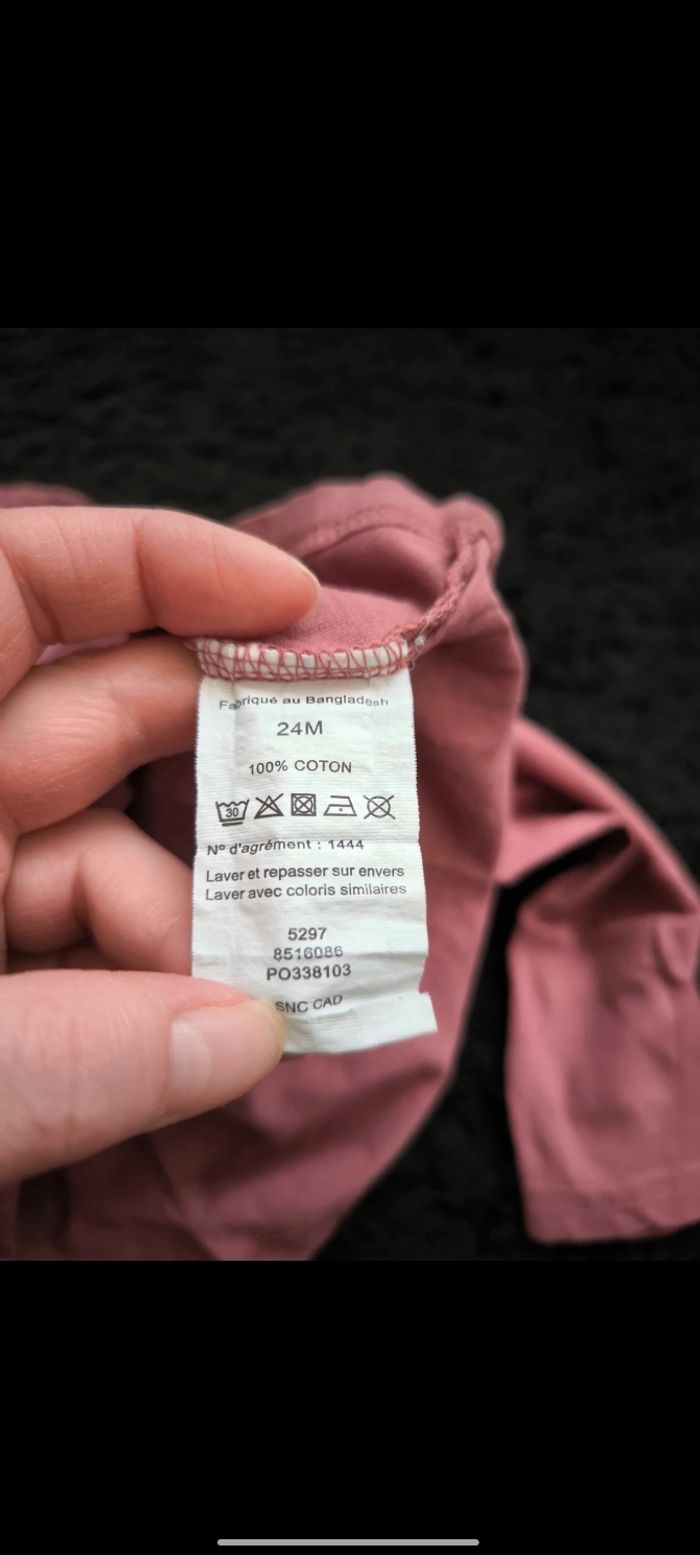 Fabriqué au Bangladesh
24M
100% COTON
30
N° d'agrément : 1444
Laver et repasser sur envers
Laver avec coloris similaires
5297
8516086
PO338103
SNC CAD